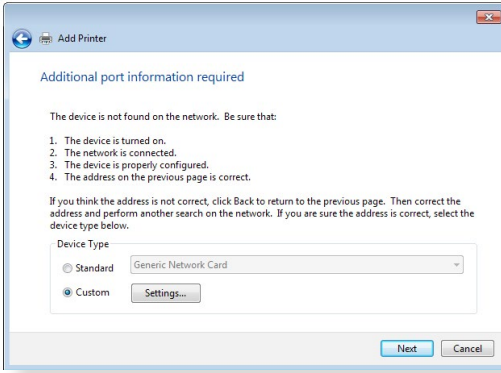 Add Printer
Additional port information required
The device is not found on the network. Be sure that:
1. The device is turned on.
2. The network is connected.
3. The device is properly configured.
4. The address on the previous page is correct.
If you think the address is not correct, click Back to return to the previous page. Then correct the
address and perform another search on the network. If you are sure the address is correct, select the
device type below.
Device Type
Standard Generic Network Card
Custom Settings...
Next Cancel